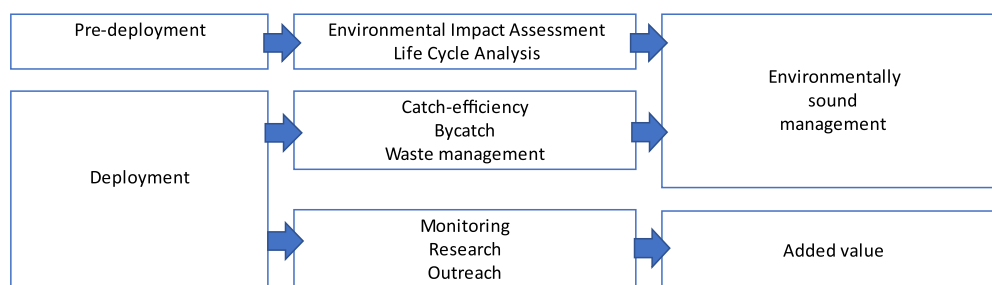 Pre-deployment
Environmental Impact Assessment
Life Cycle Analysis
Environmentally
sound
management
Deployment
Catch-efficiency
Bycatch
Waste management
Monitoring
Research
Outreach
Added value